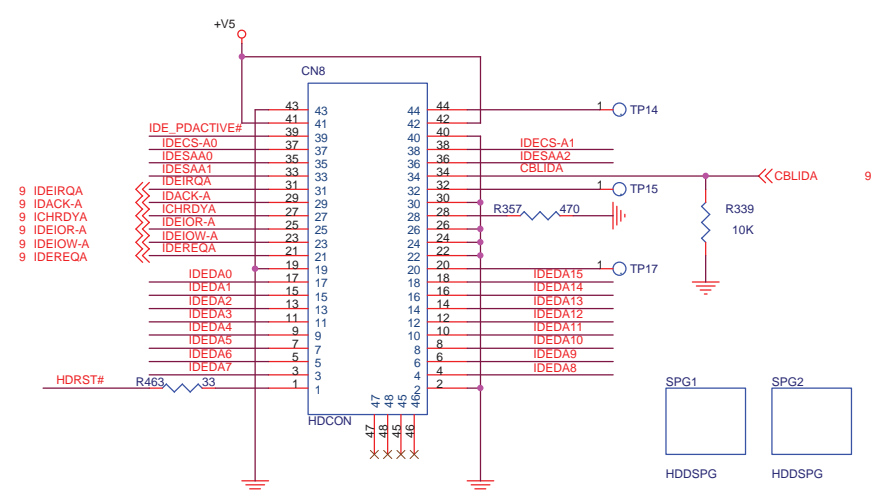 +V5
CN8
43 43 44 44 1 TP14
41 41 42 42
IDE_PDACTIVE# 39 39 40 40
IDECS-A0 37 37 38 38 IDECS-A1
IDESAA0 35 35 36 36 IDESAA2
IDESAA1 33 33 34 34 CBLIDA CBLIDA 9
9 IDEIRQA IDEIRQA 31 31 32 32 1 TP15
9 IDACK-A IDACK-A 29 29 30 30
9 ICHRDYA ICHRDYA 27 27 28 28 R357 470 R339
9 IDEIOR-A IDEIOR-A 25 25 26 26 10K
9 IDEIOW-A IDEIOW-A 23 23 24 24
9 IDEREQA IDEREQA 21 21 22 22
19 19 20 20 1 TP17
IDEDA0 17 17 18 18 IDEDA15
IDEDA1 15 15 16 16 IDEDA14
IDEDA2 13 13 14 14 IDEDA13
IDEDA3 11 11 12 12 IDEDA12
IDEDA4 9 9 10 10 IDEDA11
IDEDA5 7 7 8 8 IDEDA10
IDEDA6 5 5 6 6 IDEDA9
IDEDA7 3 3 4 4 IDEDA8
HDRST# R463 33 1 1 2 2
47 48 45 46
HDCON
47 48 45 46
SPG1 SPG2
HDDSPG HDDSPG